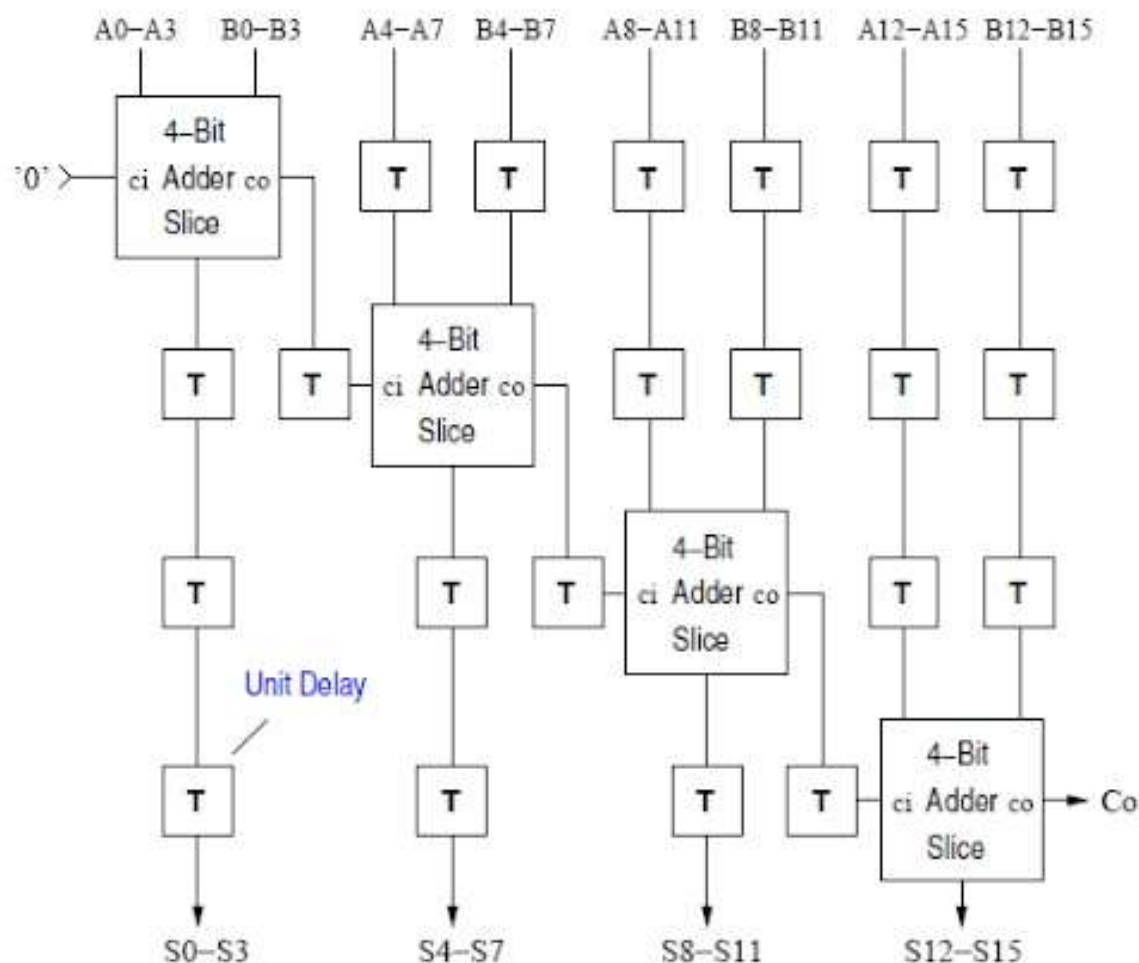 A0–A3 B0–B3 A4–A7 B4–B7 A8–A11 B8–B11 A12–A15 B12–B15
4–Bit
'0' ci Adder co T T T T T T
Slice
4–Bit
T T ci Adder co T T T T
Slice
4–Bit
T T T ci Adder co T T
Slice
Unit Delay
4–Bit
T T T T ci Adder co Co
Slice
S0–S3 S4–S7 S8–S11 S12–S15